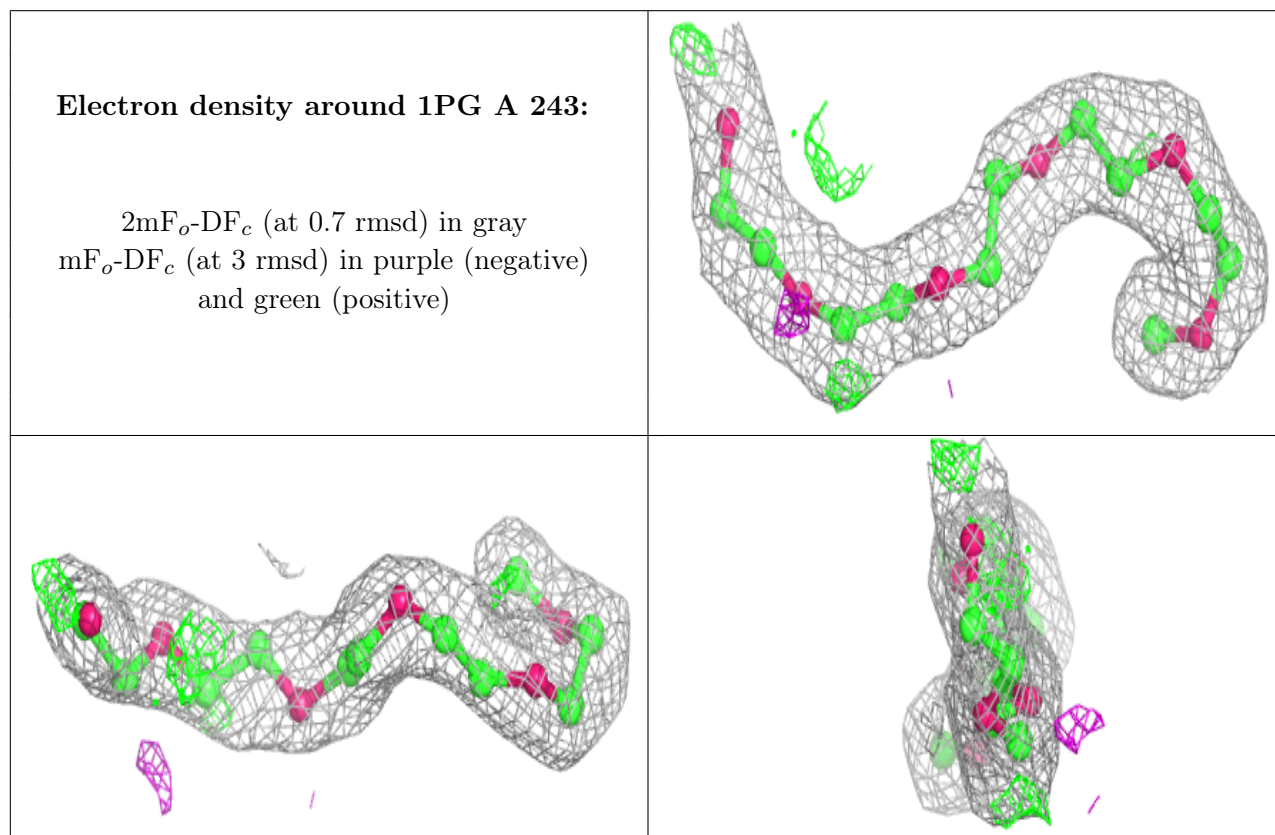 Electron density around 1PG A 243:
2mFo-DFc (at 0.7 rmsd) in gray
mFo-DFc (at 3 rmsd) in purple (negative)
and green (positive)